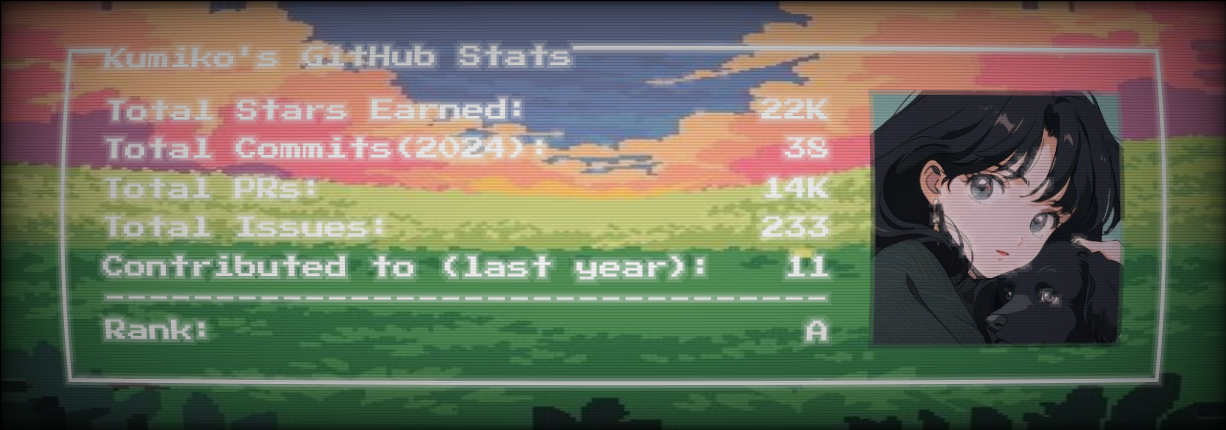 Kumiko's GitHub Stats
Total Stars Earned: 22K
Total Commits(2024): 38
Total PRs: 14K
Total Issues: 233
Contributed to (last year): 11
Rank: A